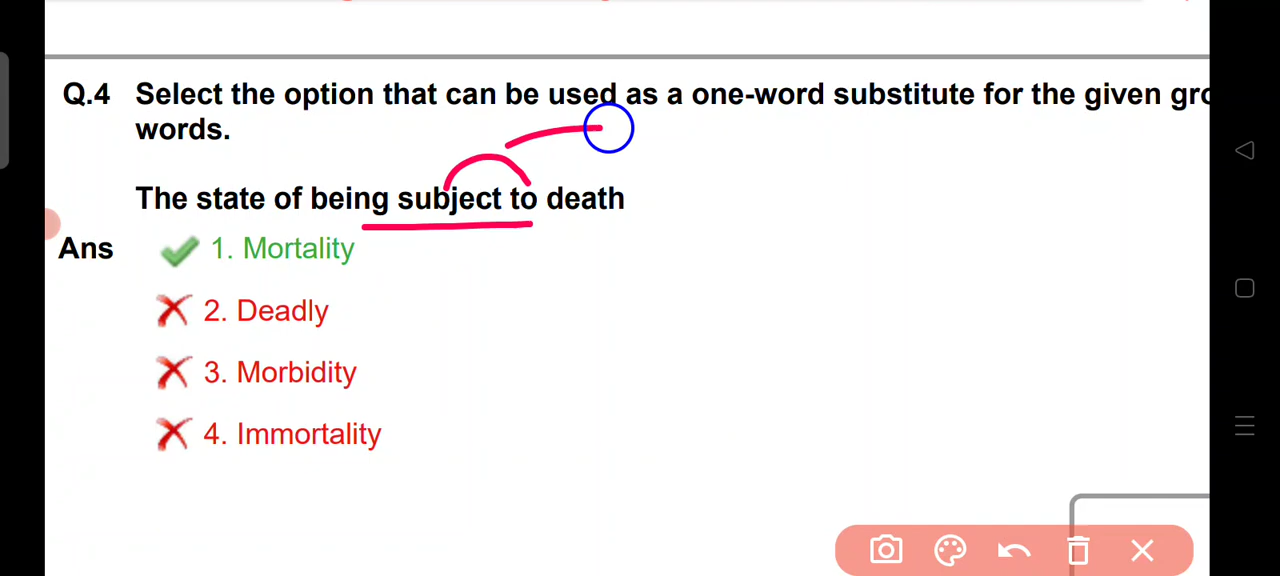 Q.4 Select the option that can be used as a one-word substitute for the given
words.
The state of being subject to death
Ans 1. Mortality
2. Deadly
3. Morbidity
4. Immortality